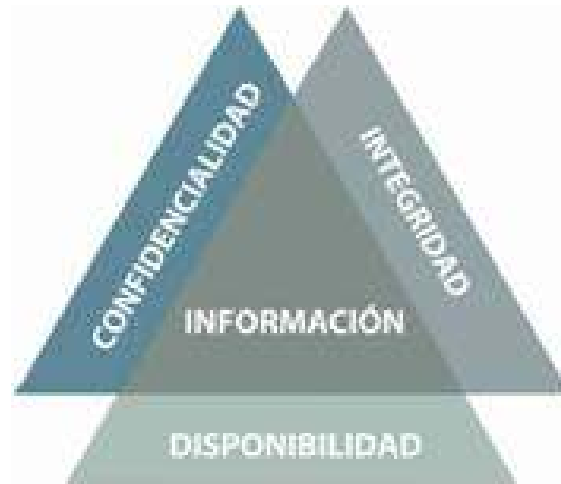 CONFIDENCIALIDAD
INTEGRIDAD
INFORMACIÓN
DISPONIBILIDAD